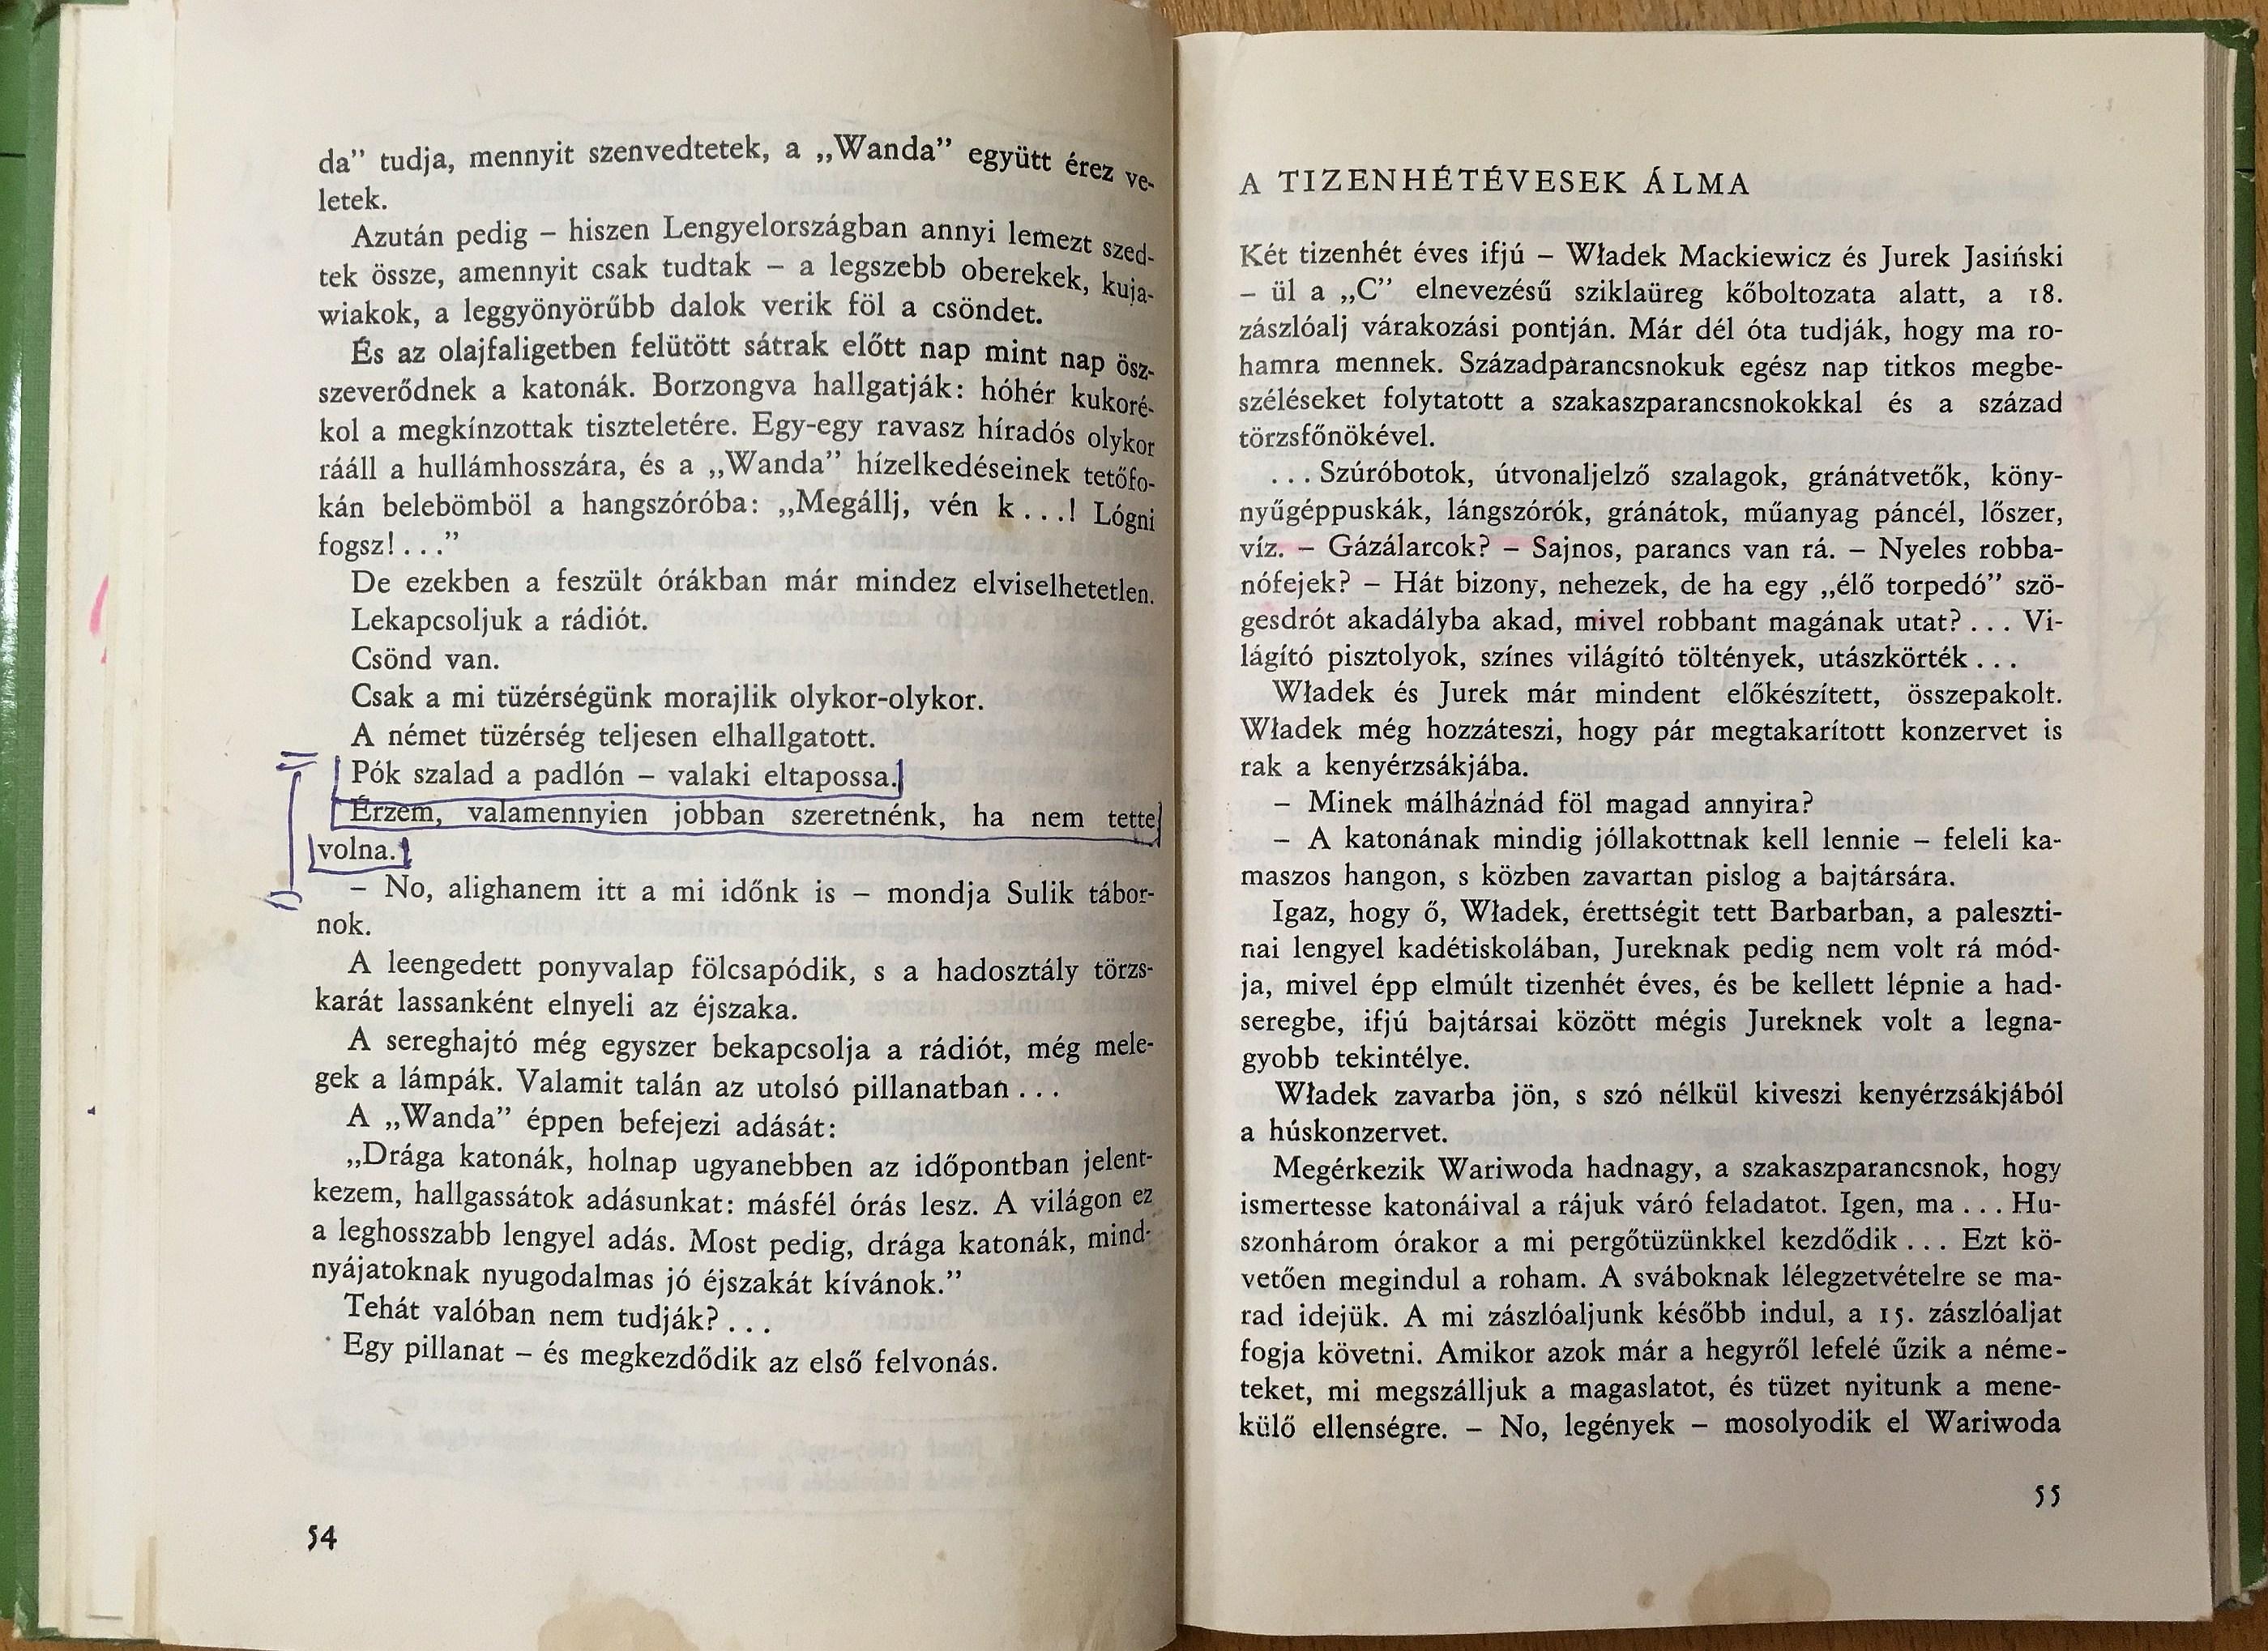 da” tudja, mennyit szenvedtetek, a „Wanda” együtt érez ve-
letek.
Azután pedig – hiszen Lengyelországban annyi lemezt szed-
tek össze, amennyit csak tudtak – a legszebb oberekek, kuja-
wiakok, a leggyönyörűbb dalok verik föl a csöndet.
És az olajfaligetben felütött sátrak előtt nap mint nap ösz-
szeverődnek a katonák. Borzongva hallgatják: hóhér kukoré-
kol a megkínzottak tiszteletére. Egy-egy ravasz híradós olykor
rááll a hullámhosszára, és a „Wanda” hízelkedéseinek tetőfo-
kán belebömböl a hangszóróba: „Megállj, vén k...! Lógni
fogsz!...”
De ezekben a feszült órákban már mindez elviselhetetlen.
Lekapcsoljuk a rádiót.
Csönd van.
Csak a mi tüzérségünk morajlik olykor-olykor.
A német tüzérség teljesen elhallgatott.
Pók szalad a padlón – valaki eltapossa.
Érzem, valamennyien jobban szeretnénk, ha nem tette
volna.
– No, alighanem itt a mi időnk is – mondja Sulik tábor-
nok.
A leengedett ponyvalap fölcsapódik, s a hadosztály törzs-
karát lassanként elnyeli az éjszaka.
A sereghajtó még egyszer bekapcsolja a rádiót, még mele-
gek a lámpák. Valamit talán az utolsó pillanatban...
A „Wanda” éppen befejezi adását:
„Drága katonák, holnap ugyanebben az időpontban jelent-
kezem, hallgassátok adásunkat: másfél órás lesz. A világon ez
a leghosszabb lengyel adás. Most pedig, drága katonák, mind-
nyájatoknak nyugodalmas jó éjszakát kívánok.”
Tehát valóban nem tudják?...
Egy pillanat – és megkezdődik az első felvonás.
54
A TIZENHÉTÉVESEK ÁLMA
Két tizenhét éves ifjú – Władek Mackiewicz és Jurek Jasiński
– ül a „C” elnevezésű sziklaüreg kőboltozata alatt, a 18.
zászlóalj várakozási pontján. Már dél óta tudják, hogy ma ro-
hamra mennek. Századparancsnokuk egész nap titkos megbe-
széléseket folytatott a szakaszparancsnokokkal és a század
törzsfőnökével.
...Szúróbotok, útvonaljelző szalagok, gránátvetők, köny-
nyűgéppuskák, lángszórók, gránátok, műanyag páncél, lőszer,
víz. – Gázálarcok? – Sajnos, parancs van rá. – Nyeles robba-
nófejek? – Hát bizony, nehezek, de ha egy „élő torpedó” szö-
gesdrót akadályba akad, mivel robbant magának utat?... Vi-
lágító pisztolyok, színes világító töltények, utászkörték...
Władek és Jurek már mindent előkészített, összepakolt.
Władek még hozzáteszi, hogy pár megtakarított konzervet is
rak a kenyérzsákjába.
– Minek málháznád föl magad annyira?
– A katonának mindig jóllakottnak kell lennie – feleli ka-
maszos hangon, s közben zavartan pislog a bajtársára.
Igaz, hogy ő, Władek, érettségit tett Barbarban, a paleszti-
nai lengyel kadétiskolában, Jureknak pedig nem volt rá mód-
ja, mivel épp elmúlt tizenhét éves, és be kellett lépnie a had-
seregbe, ifjú bajtársai között mégis Jureknek volt a legna-
gyobb tekintélye.
Władek zavarba jön, s szó nélkül kiveszi kenyérzsákjából
a húskonzervet.
Megérkezik Wariwoda hadnagy, a szakaszparancsnok, hogy
ismertesse katonáival a rájuk váró feladatot. Igen, ma... Hu-
szonhárom órakor a mi pergőtüzünkkel kezdődik... Ezt kö-
vetően megindul a roham. A sváboknak lélegzetvételre se ma-
rad idejük. A mi zászlóaljunk később indul, a 15. zászlóaljat
fogja követni. Amikor azok már a hegyről lefelé űzik a néme-
teket, mi megszálljuk a magaslatot, és tüzet nyitunk a mene-
külő ellenségre. – No, legények – mosolyodik el Wariwoda
55